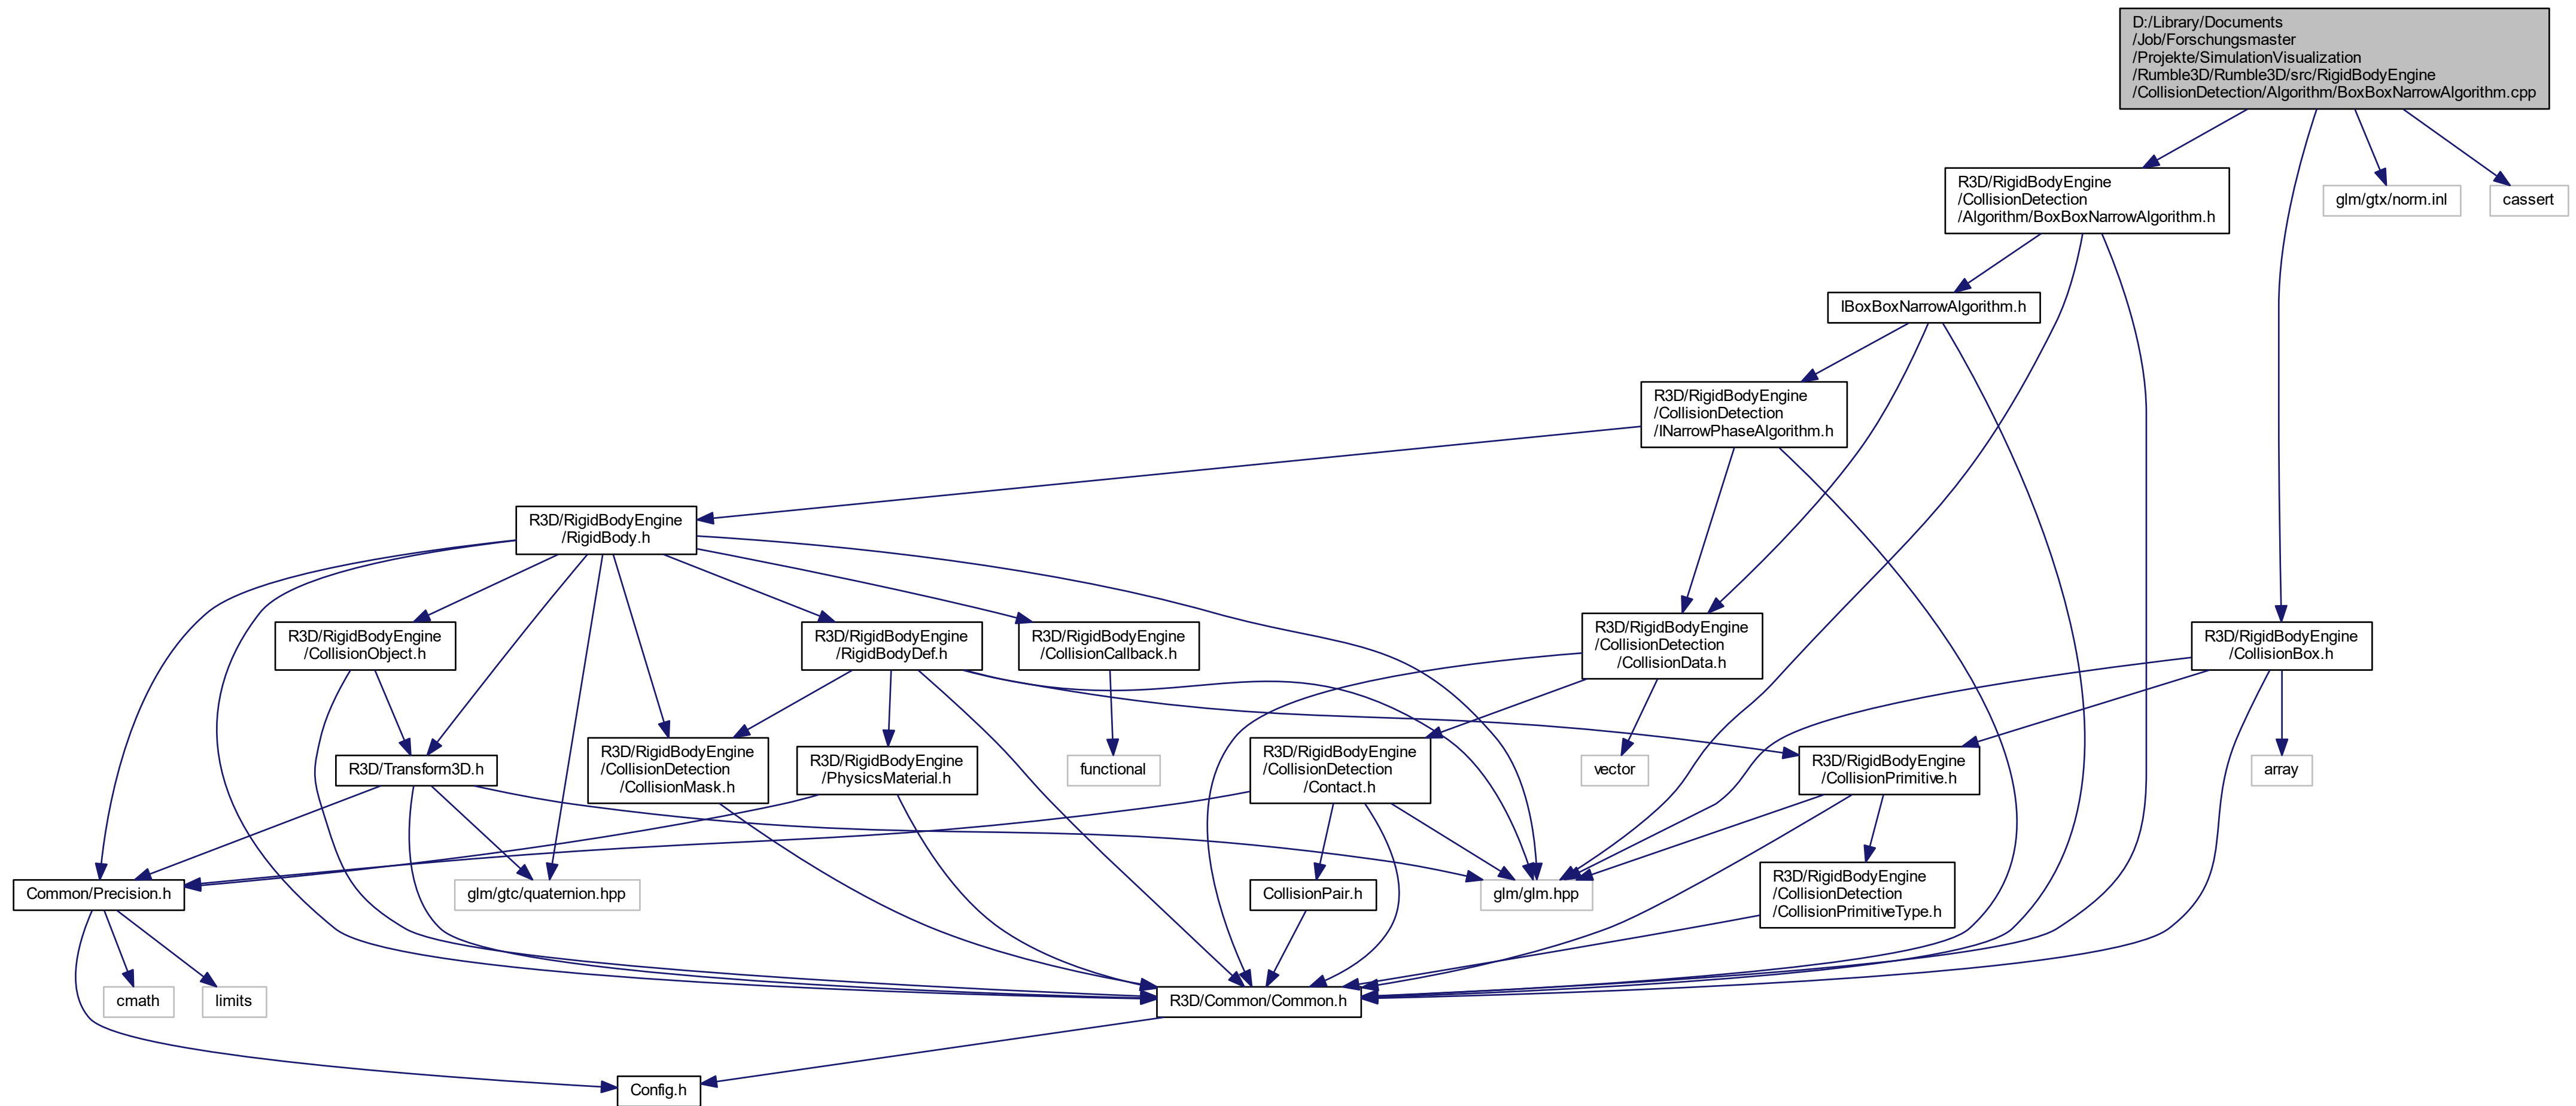 D:/Library/Documents
/Job/Forschungsmaster
/Projekte/SimulationVisualization
/Rumble3D/Rumble3D/src/RigidBodyEngine
/CollisionDetection/Algorithm/BoxBoxNarrowAlgorithm.cpp
R3D/RigidBodyEngine
/CollisionDetection
/Algorithm/BoxBoxNarrowAlgorithm.h
glm/gtx/norm.inl
cassert
IBoxBoxNarrowAlgorithm.h
R3D/RigidBodyEngine
/CollisionDetection
/INarrowPhaseAlgorithm.h
R3D/RigidBodyEngine
/RigidBody.h
R3D/RigidBodyEngine
/CollisionObject.h
R3D/RigidBodyEngine
/RigidBodyDef.h
R3D/RigidBodyEngine
/CollisionCallback.h
R3D/RigidBodyEngine
/CollisionDetection
/CollisionData.h
R3D/RigidBodyEngine
/CollisionBox.h
R3D/Transform3D.h
R3D/RigidBodyEngine
/CollisionDetection
/CollisionMask.h
R3D/RigidBodyEngine
/PhysicsMaterial.h
functional
R3D/RigidBodyEngine
/CollisionDetection
/Contact.h
vector
R3D/RigidBodyEngine
/CollisionPrimitive.h
array
Common/Precision.h
glm/gtc/quaternion.hpp
CollisionPair.h
glm/glm.hpp
R3D/RigidBodyEngine
/CollisionDetection
/CollisionPrimitiveType.h
cmath
limits
R3D/Common/Common.h
Config.h